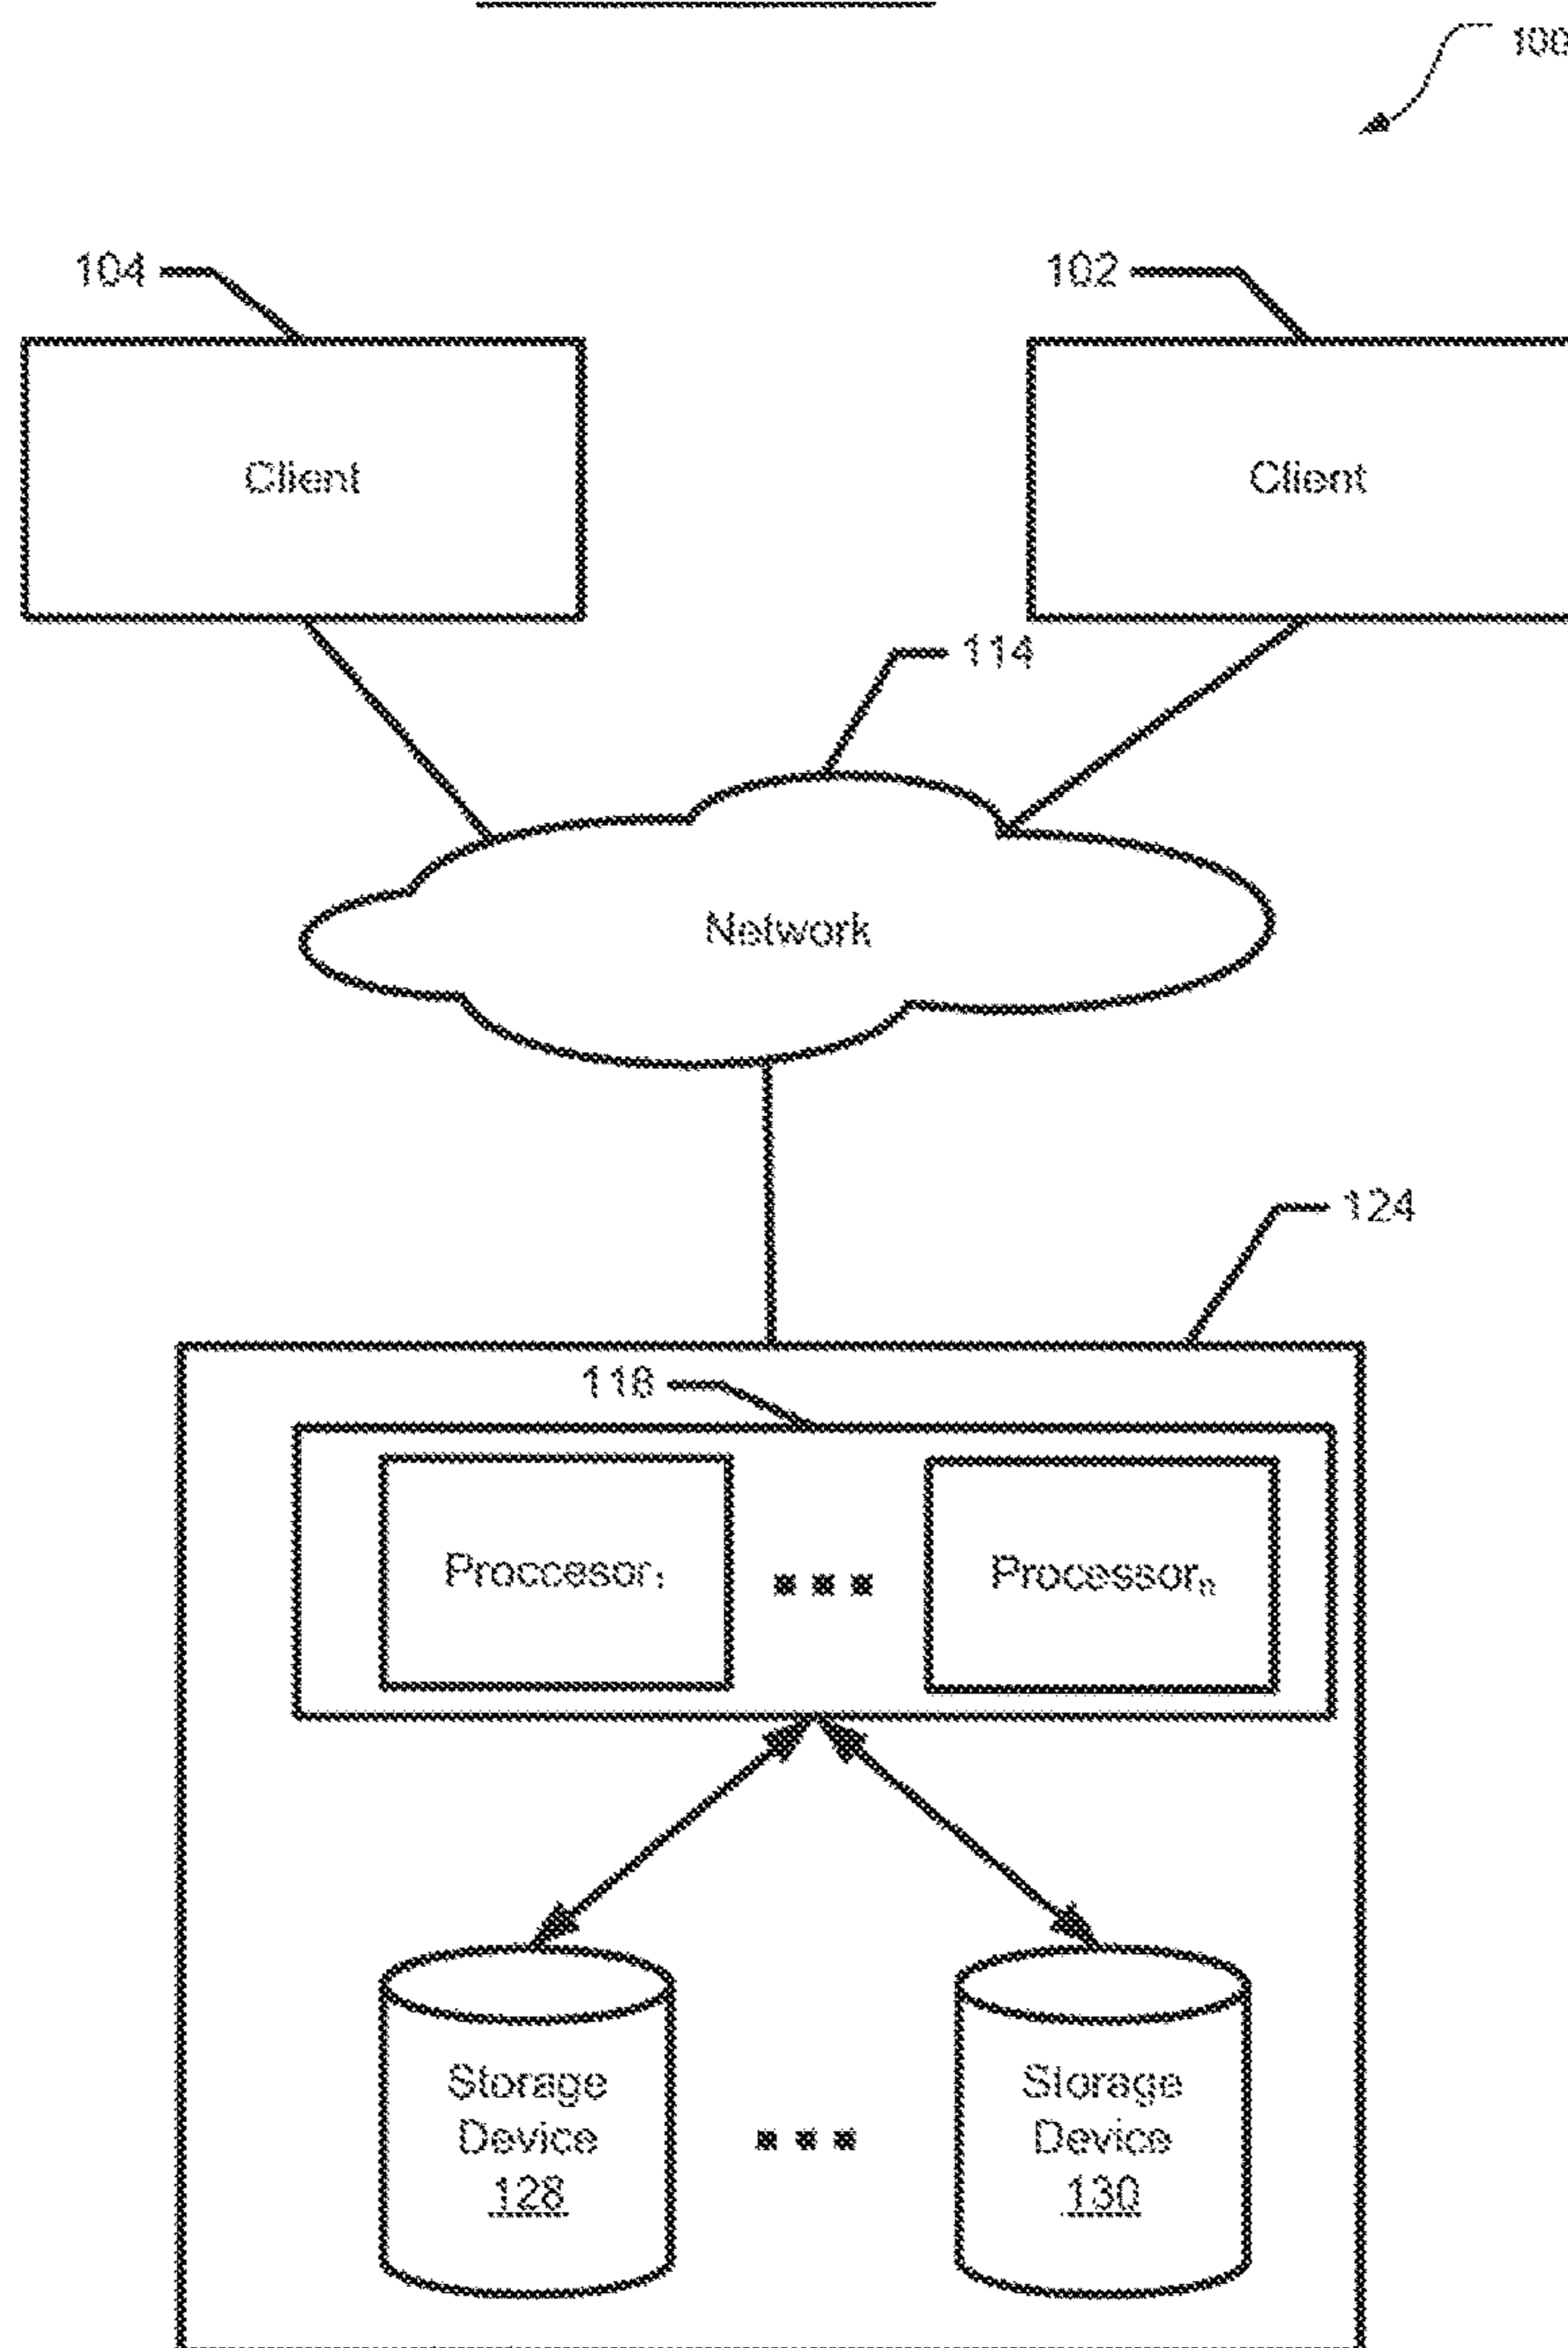 100
104
102
Client
Client
114
Network
124
118
Proccesor₁
Processorₙ
Storage
Device
128
Storage
Device
130